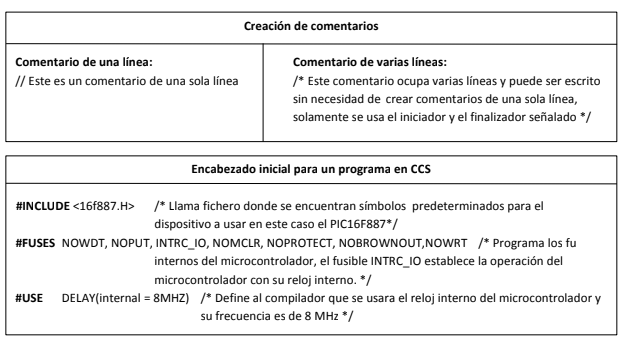 Creación de comentarios
Comentario de una línea:
// Este es un comentario de una sola línea
Comentario de varias líneas:
/* Este comentario ocupa varias líneas y puede ser escrito
sin necesidad de crear comentarios de una sola línea,
solamente se usa el iniciador y el finalizador señalado */
Encabezado inicial para un programa en CCS
#INCLUDE <16f887.H> /* Llama fichero donde se encuentran símbolos predeterminados para el
dispositivo a usar en este caso el PIC16F887*/
#FUSES NOWDT, NOPUT, INTRC_IO, NOMCLR, NOPROTECT, NOBROWNOUT,NOWRT /* Programa los fu
internos del microcontrolador, el fusible INTRC_IO establece la operación del
microcontrolador con su reloj interno. */
#USE DELAY(internal = 8MHZ) /* Define al compilador que se usara el reloj interno del microcontrolador y
su frecuencia es de 8 MHz */